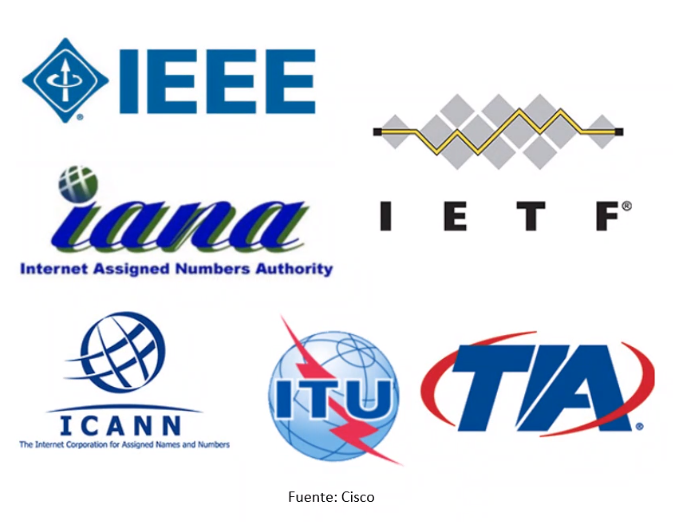 IEEE
®
IETF®
iana
Internet Assigned Numbers Authority
ICANN
The Internet Corporation for Assigned Names and Numbers
ITU
TIA®
Fuente: Cisco